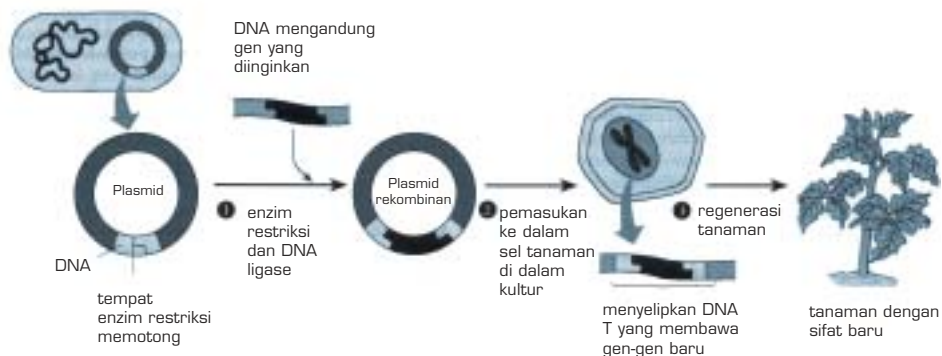 DNA mengandung
gen yang
diinginkan
Plasmid
DNA
tempat
enzim restriksi
memotong
1 enzim
restriksi
dan DNA
ligase
Plasmid
rekombinan
2 pemasukan
ke dalam
sel tanaman
di dalam
kultur
menyelipkan DNA
T yang membawa
gen-gen baru
3 regenerasi
tanaman
tanaman dengan
sifat baru